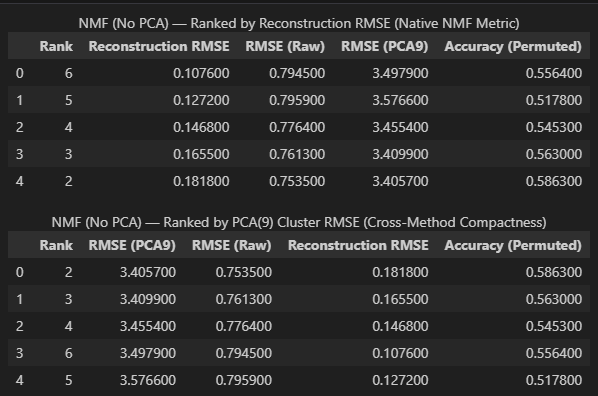 NMF (No PCA) — Ranked by Reconstruction RMSE (Native NMF Metric)
Rank Reconstruction RMSE RMSE (Raw) RMSE (PCA9) Accuracy (Permuted)
0 6 0.107600 0.794500 3.497900 0.556400
1 5 0.127200 0.795900 3.576600 0.517800
2 4 0.146800 0.776400 3.455400 0.545300
3 3 0.165500 0.761300 3.409900 0.563000
4 2 0.181800 0.753500 3.405700 0.586300
NMF (No PCA) — Ranked by PCA(9) Cluster RMSE (Cross-Method Compactness)
Rank RMSE (PCA9) RMSE (Raw) Reconstruction RMSE Accuracy (Permuted)
0 2 3.405700 0.753500 0.181800 0.586300
1 3 3.409900 0.761300 0.165500 0.563000
2 4 3.455400 0.776400 0.146800 0.545300
3 6 3.497900 0.794500 0.107600 0.556400
4 5 3.576600 0.795900 0.127200 0.517800